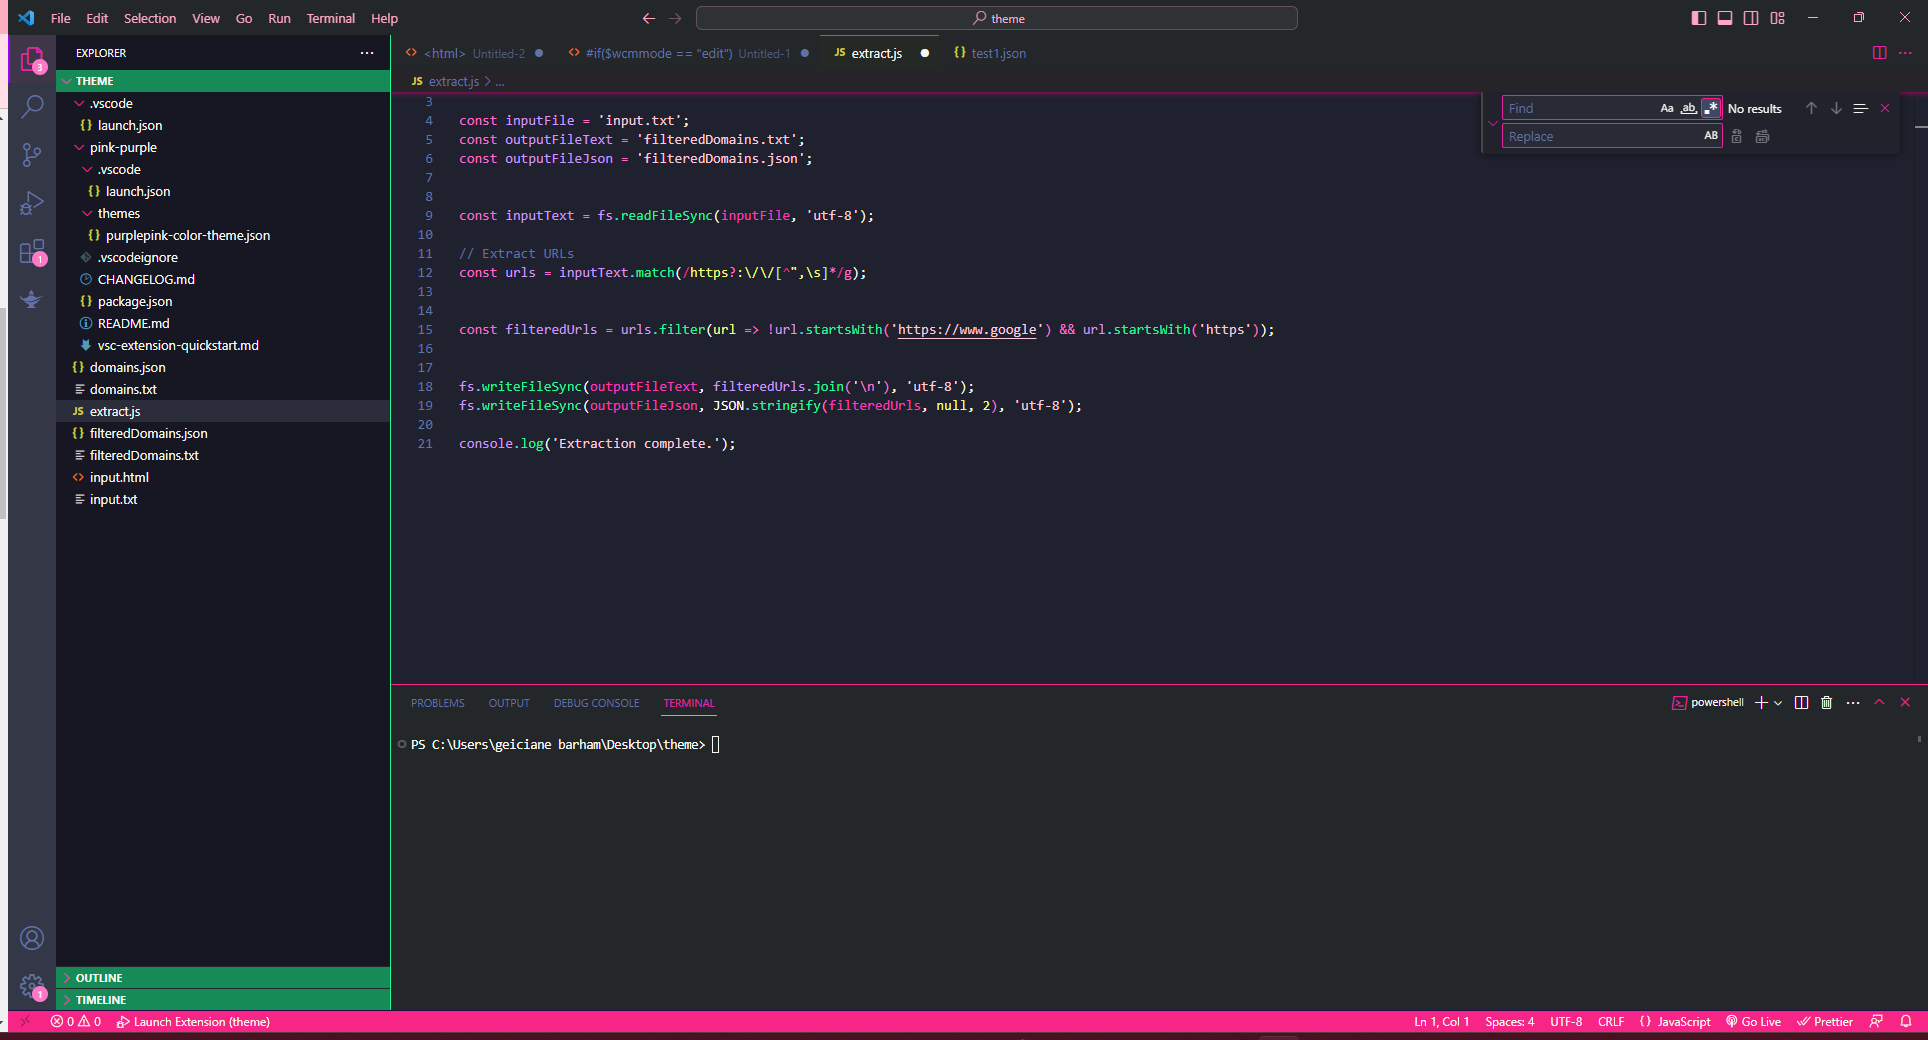 File Edit Selection View Go Run Terminal Help
theme
EXPLORER
3
THEME
.vscode
launch.json
pink-purple
.vscode
launch.json
themes
purplepink-color-theme.json
.vscodeignore
CHANGELOG.md
package.json
README.md
vsc-extension-quickstart.md
domains.json
domains.txt
JS extract.js
filteredDomains.json
filteredDomains.txt
input.html
input.txt
1
OUTLINE
TIMELINE
1
<html> Untitled-2
#if($wcmmode == "edit") Untitled-1
JS extract.js
{} test1.json
JS extract.js > ...
Find Aa ab .* No results
Replace AB
3
4 const inputFile = 'input.txt';
5 const outputFileText = 'filteredDomains.txt';
6 const outputFileJson = 'filteredDomains.json';
7
8
9 const inputText = fs.readFileSync(inputFile, 'utf-8');
10
11 // Extract URLs
12 const urls = inputText.match(/https?:\/\/[^",\s]*/g);
13
14
15 const filteredUrls = urls.filter(url => !url.startsWith('https://www.google') && url.startsWith('https'));
16
17
18 fs.writeFileSync(outputFileText, filteredUrls.join('\n'), 'utf-8');
19 fs.writeFileSync(outputFileJson, JSON.stringify(filteredUrls, null, 2), 'utf-8');
20
21 console.log('Extraction complete.');
PROBLEMS OUTPUT DEBUG CONSOLE TERMINAL
powershell
PS C:\Users\geiciane barham\Desktop\theme>
0 0 Launch Extension (theme)
Ln 1, Col 1 Spaces: 4 UTF-8 CRLF {} JavaScript Go Live Prettier